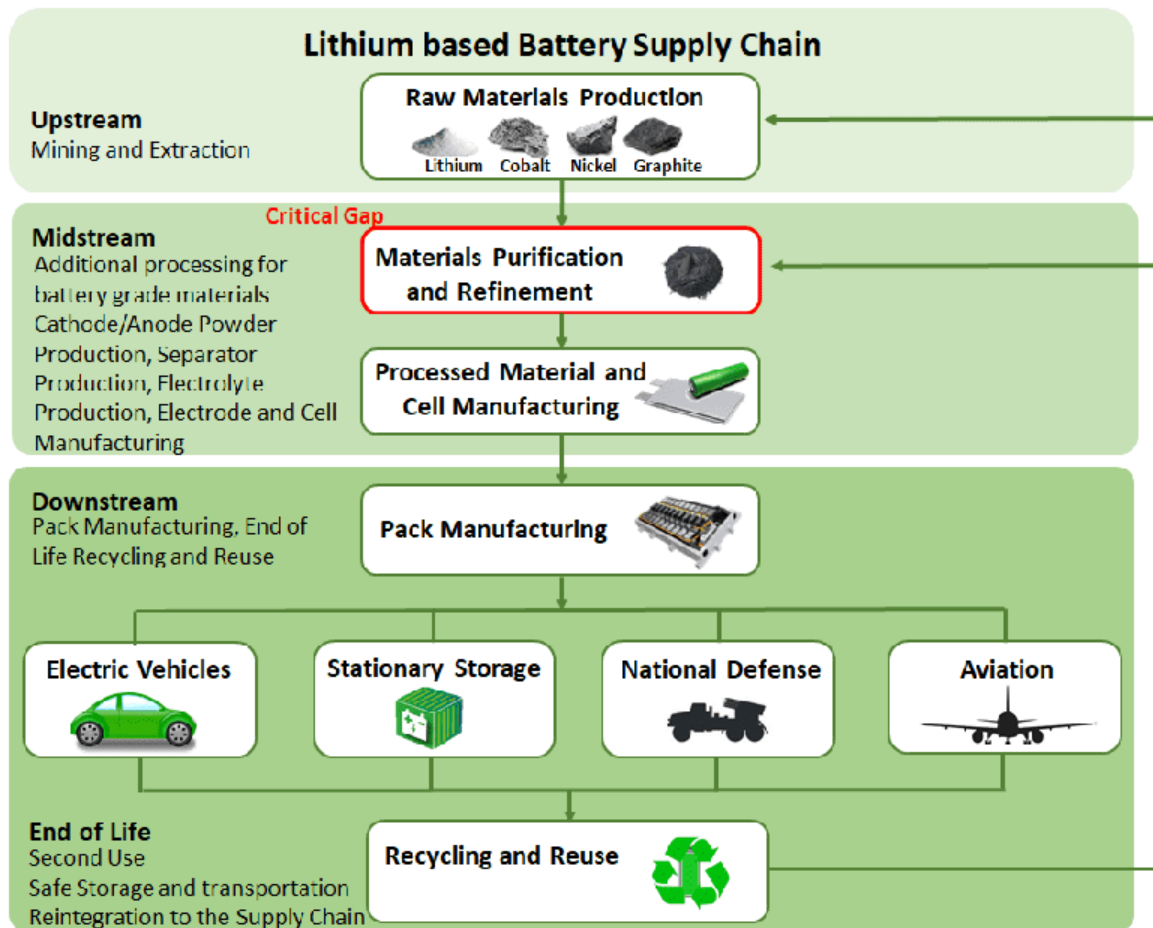 Lithium based Battery Supply Chain
Raw Materials Production
Lithium Cobalt Nickel Graphite
Upstream
Mining and Extraction
Critical Gap
Midstream
Additional processing for
battery grade materials
Cathode/Anode Powder
Production, Separator
Production, Electrolyte
Production, Electrode and Cell
Manufacturing
Materials Purification
and Refinement
Processed Material and
Cell Manufacturing
Downstream
Pack Manufacturing, End of
Life Recycling and Reuse
Pack Manufacturing
Electric Vehicles
Stationary Storage
National Defense
Aviation
End of Life
Second Use
Safe Storage and transportation
Reintegration to the Supply Chain
Recycling and Reuse